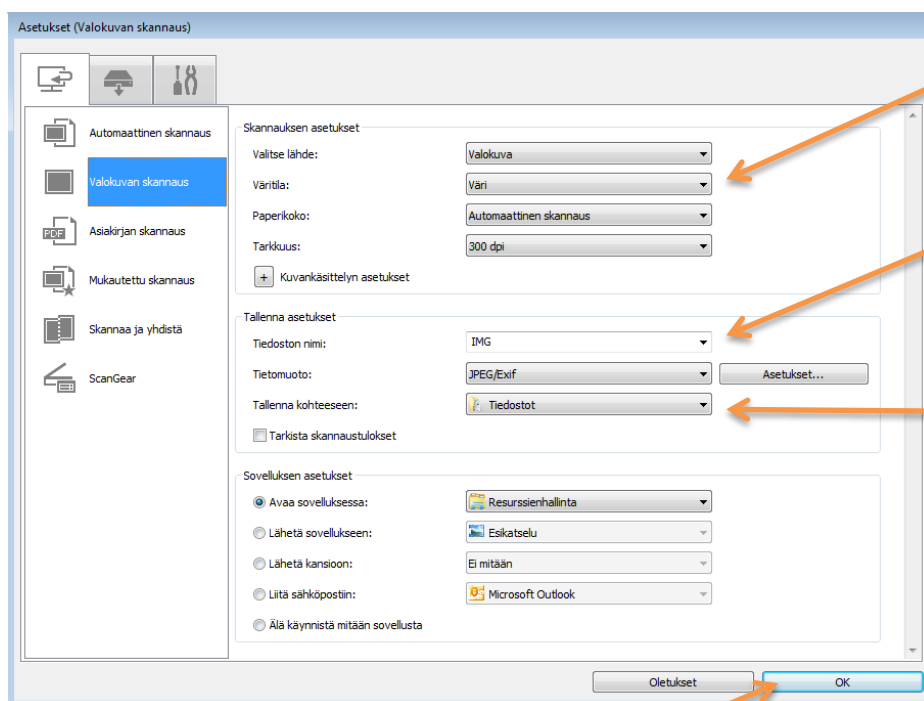 Asetukset (Valokuvan skannaus)
Automaattinen skannaus
Valokuvan skannaus
PDF
Asiakirjan skannaus
Mukautettu skannaus
Skannaa ja yhdistä
ScanGear
Skannauksen asetukset
Valitse lähde: Valokuva
Väritila: Väri
Paperikoko: Automaattinen skannaus
Tarkkuus: 300 dpi
+ Kuvankäsittelyn asetukset
Tallenna asetukset
Tiedoston nimi: IMG
Tietomuoto: JPEG/Exif Asetukset...
Tallenna kohteeseen: Tiedostot
Tarkista skannaustulokset
Sovelluksen asetukset
Avaa sovelluksessa: Resurssienhallinta
Lähetä sovellukseen: Esikatselu
Lähetä kansioon: Ei mitään
Liitä sähköpostiin: Microsoft Outlook
Älä käynnistä mitään sovellusta
Oletukset OK